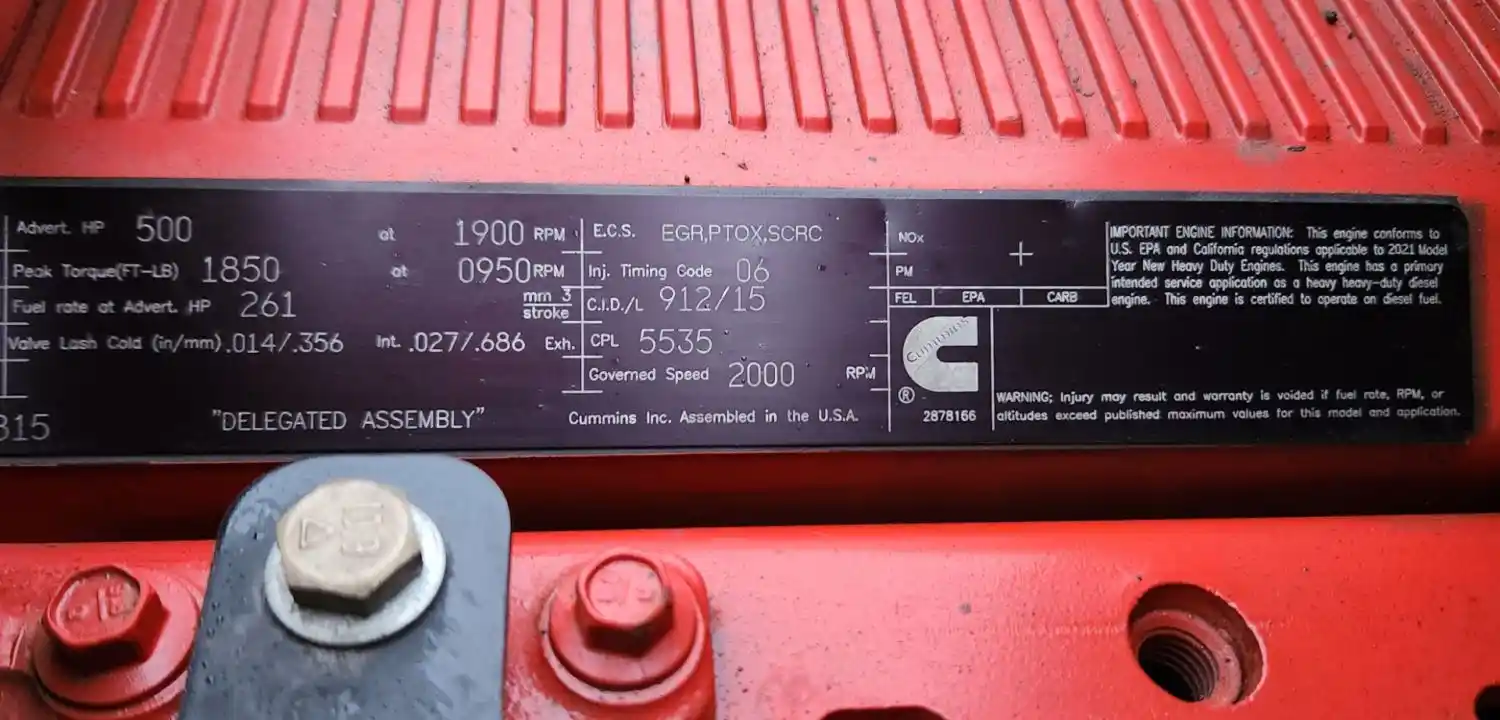 Advert. HP 500 at 1900 RPM
Peak Torque(FT-LB) 1850 at 0950 RPM
Fuel rate at Advert. HP 261 mm 3 stroke
Valve Lash Cold (in/mm) .014/.356 Int. .027/.686 Exh.
315
"DELEGATED ASSEMBLY"
E.C.S. EGR,PTOX,SCRC
Inj. Timing Code 06
C.I.D./L 912/15
CPL 5535
Governed Speed 2000 RPM
Cummins Inc. Assembled in the U.S.A.
NOx +
PM
FEL EPA CARB
Cummins
®
2878166
IMPORTANT ENGINE INFORMATION: This engine conforms to
U.S. EPA and California regulations applicable to 2021 Model
Year New Heavy Duty Engines. This engine has a primary
intended service application as a heavy heavy-duty diesel
engine. This engine is certified to operate on diesel fuel.
WARNING: Injury may result and warranty is voided if fuel rate, RPM, or
altitudes exceed published maximum values for this model and application.